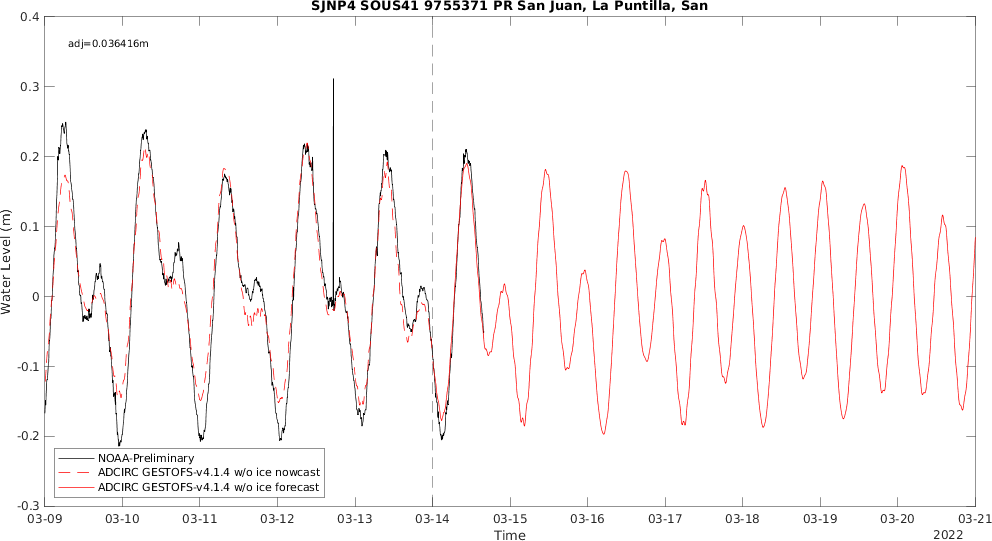 SJNP4 SOUS41 9755371 PR San Juan, La Puntilla, San
adj=0.036416m
Water Level (m)
0.4
0.3
0.2
0.1
0
-0.1
-0.2
-0.3
NOAA-Preliminary
ADCIRC GESTOFS-v4.1.4 w/o ice nowcast
ADCIRC GESTOFS-v4.1.4 w/o ice forecast
03-09 03-10 03-11 03-12 03-13 03-14 03-15 03-16 03-17 03-18 03-19 03-20 03-21
Time
2022